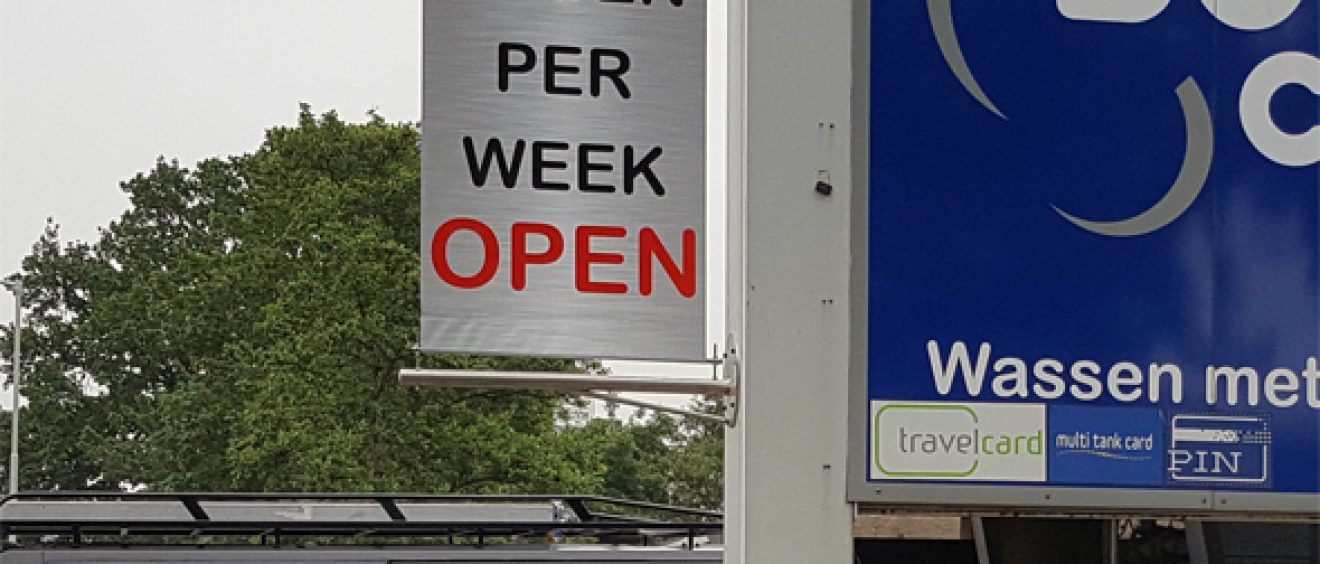 PER
WEEK
OPEN
Wassen met
travelcard
multi tank card
PIN